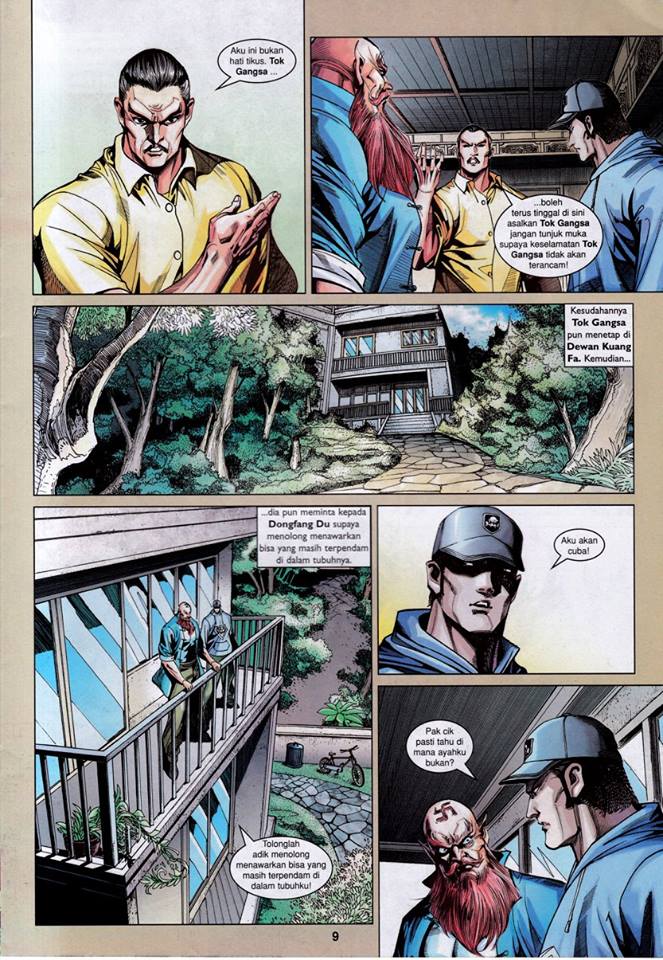 Aku ini bukan
hati tikus. Tok
Gangsa ...
...boleh
terus tinggal di sini
asalkan Tok Gangsa
jangan tunjuk muka
supaya keselamatan Tok
Gangsa tidak akan
terancam!
Kesudahannya
Tok Gangsa
pun menetap di
Dewan Kuang
Fa. Kemudian...
...dia pun meminta kepada
Dongfang Du supaya
menolong menawarkan
bisa yang masih terpendam
di dalam tubuhnya.
Tolonglah
adik menolong
menawarkan bisa yang
masih terpendam di
dalam tubuhku!
Aku akan
cuba!
Pak cik
pasti tahu di
mana ayahku
bukan?
9